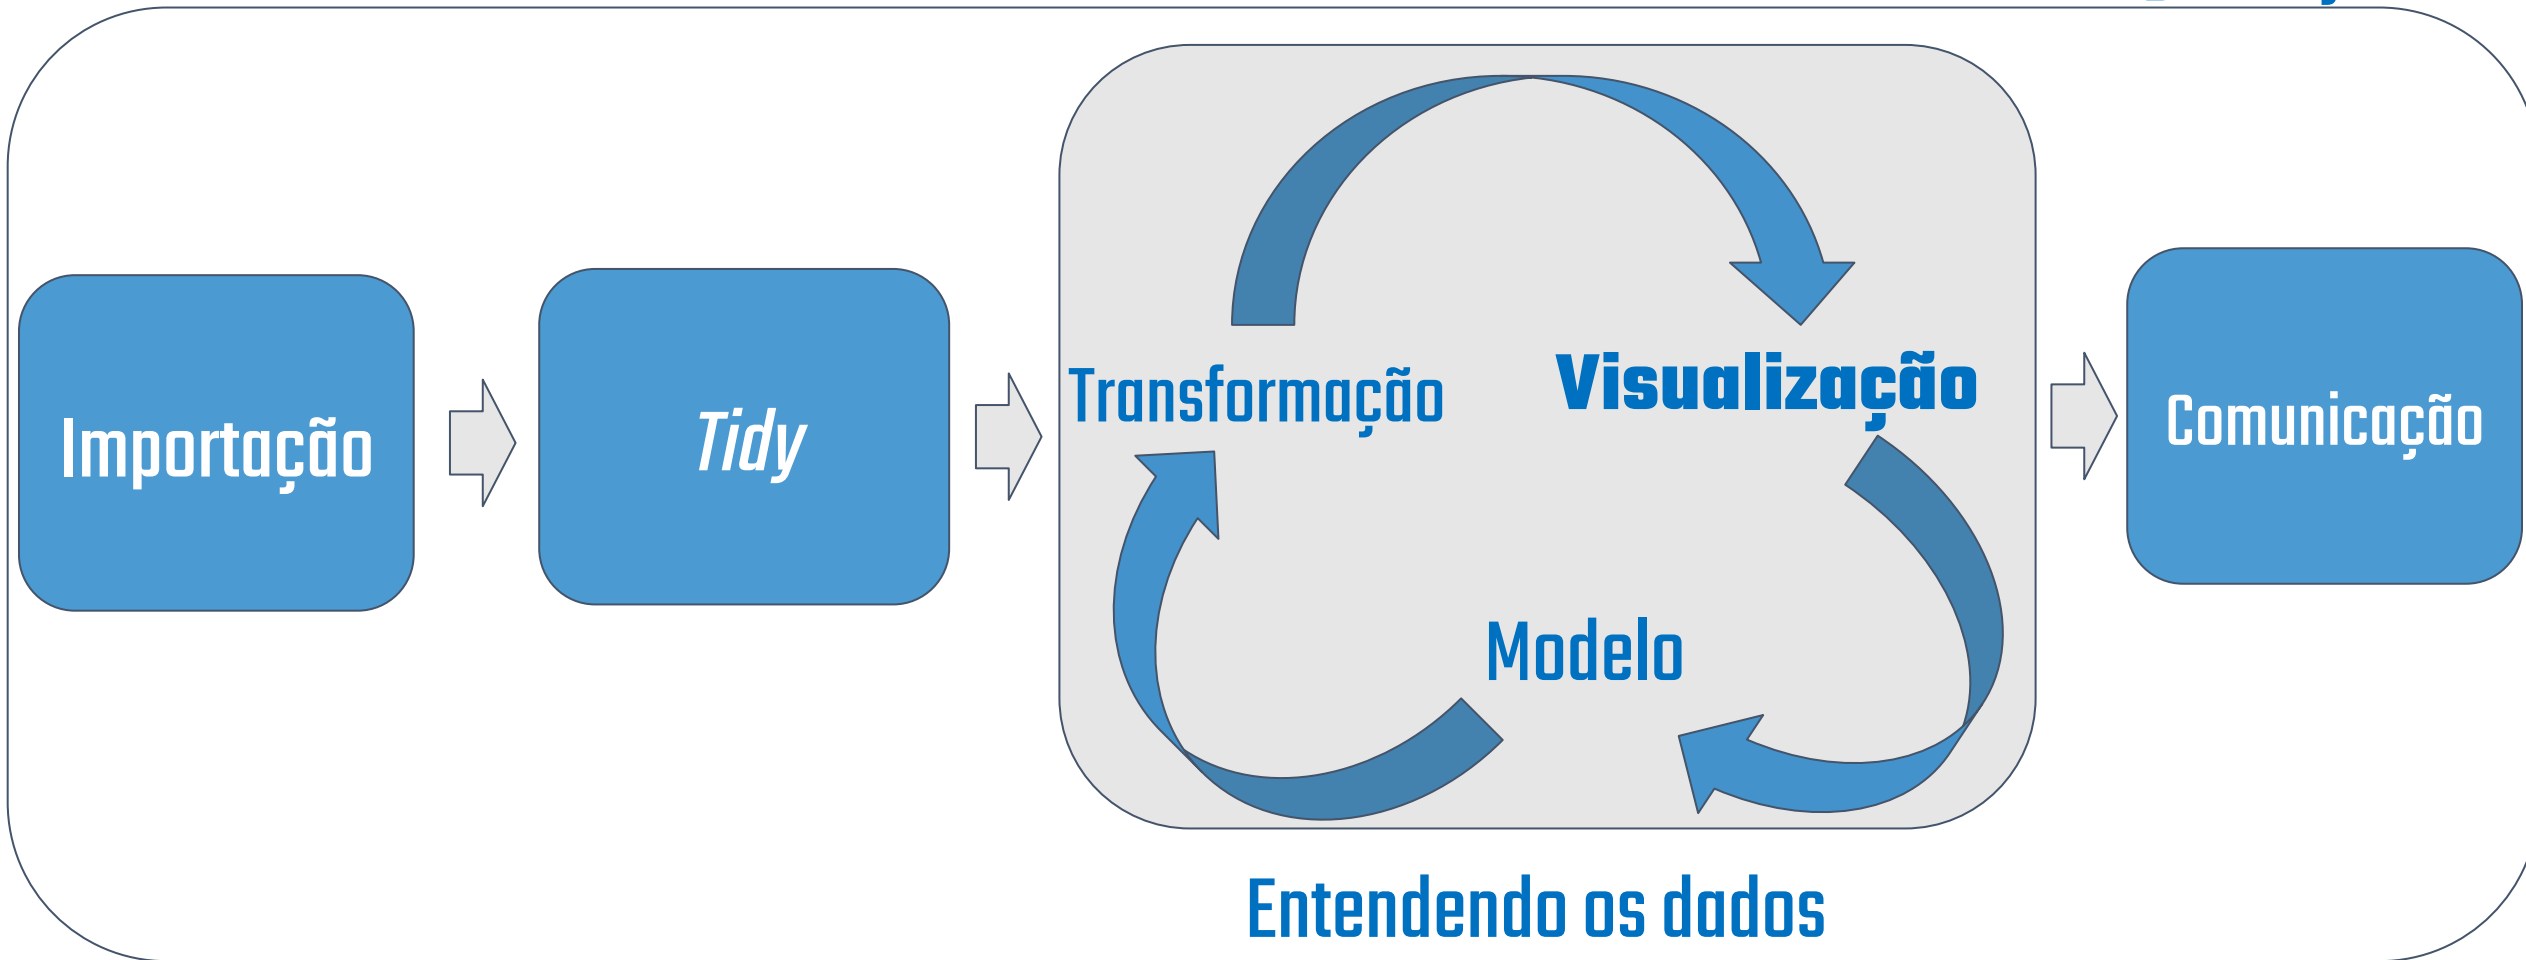 Importação
Tidy
Transformação
Visualização
Modelo
Comunicação
Entendendo os dados